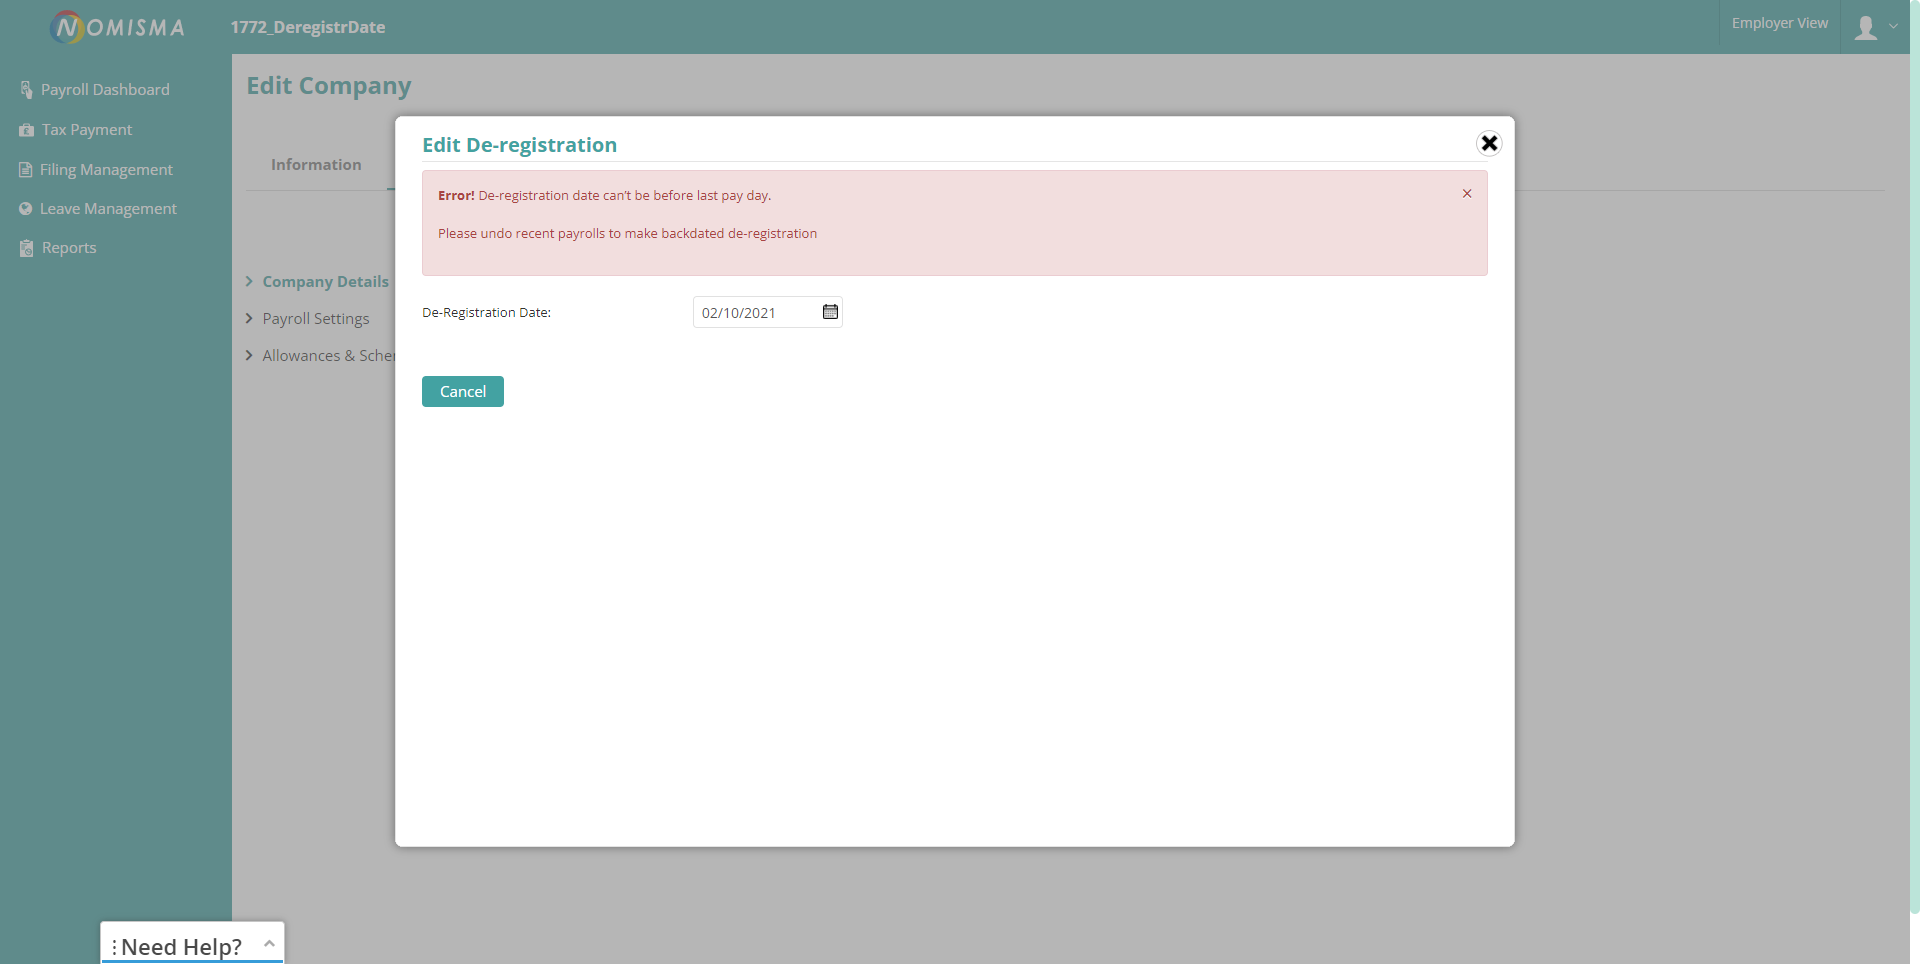 NOMISMA
1772_DeregistrDate
Employer View
Payroll Dashboard
Tax Payment
Filing Management
Leave Management
Reports
Edit Company
Information
Company Details
Payroll Settings
Allowances &
Edit De-registration
Error! De-registration date can't be before last pay day.
Please undo recent payrolls to make backdated de-registration
De-Registration Date:
02/10/2021
Cancel
Need Help?